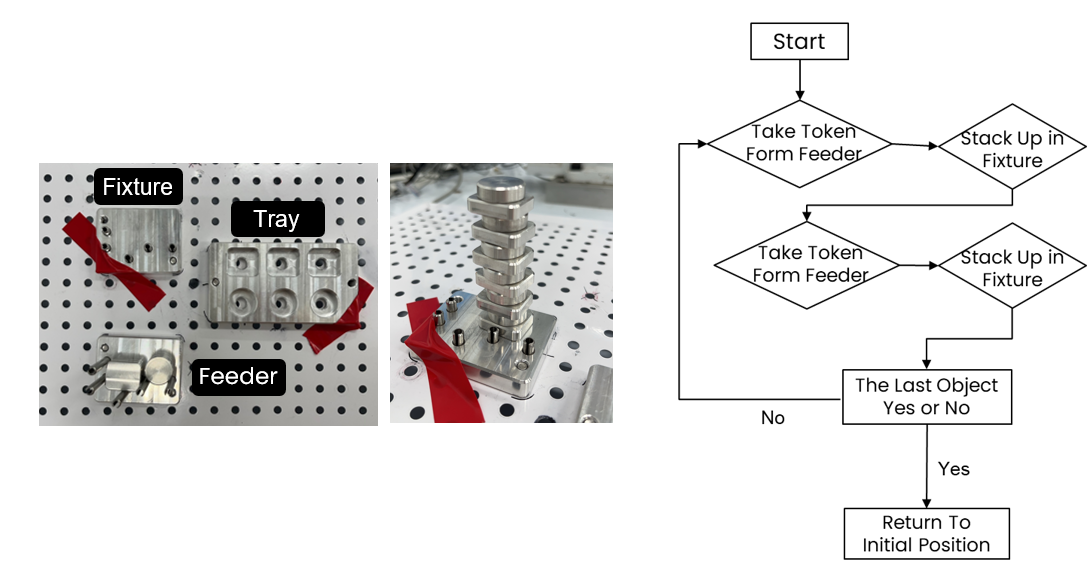 Fixture
Tray
Feeder
Start
Take Token
Form Feeder
Stack Up in
Fixture
Take Token
Form Feeder
Stack Up in
Fixture
The Last Object
Yes or No
No
Yes
Return To
Initial Position